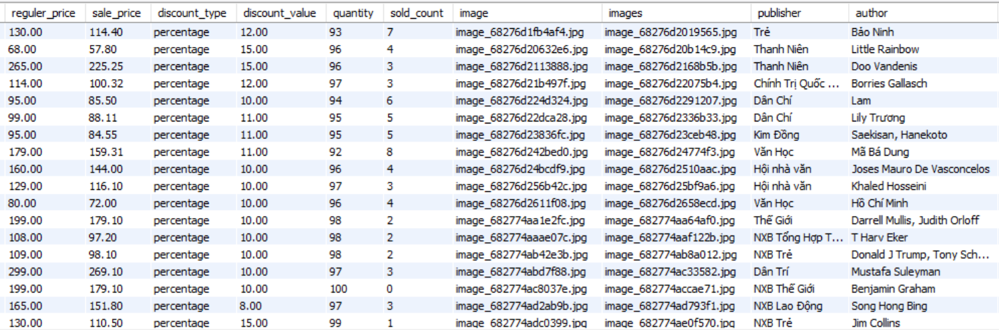 reguler_price sale_price discount_type discount_value quantity sold_count image images publisher author
130.00 114.40 percentage 12.00 93 7 image_68276d1fb4af4.jpg image_68276d2019565.jpg Trẻ Bảo Ninh
68.00 57.80 percentage 15.00 96 4 image_68276d20632e6.jpg image_68276d20b14c9.jpg Thanh Niên Little Rainbow
265.00 225.25 percentage 15.00 96 3 image_68276d2113888.jpg image_68276d2168b5b.jpg Thanh Niên Doo Vandenis
114.00 100.32 percentage 12.00 97 3 image_68276d21b497f.jpg image_68276d22075b4.jpg Chính Trị Quốc ... Borries Gallasch
95.00 85.50 percentage 10.00 94 6 image_68276d224d324.jpg image_68276d2291207.jpg Dân Chí Lam
99.00 88.11 percentage 11.00 95 5 image_68276d22dca28.jpg image_68276d2336b33.jpg Dân Chí Lily Trương
95.00 84.55 percentage 11.00 95 5 image_68276d23836fc.jpg image_68276d23ceb48.jpg Kim Đồng Saekisan, Hanekoto
179.00 159.31 percentage 11.00 92 8 image_68276d242bed0.jpg image_68276d24774f3.jpg Văn Học Mã Bá Dung
160.00 144.00 percentage 10.00 96 4 image_68276d24bcdf9.jpg image_68276d2510aac.jpg Hội nhà văn Joses Mauro De Vasconcelos
129.00 116.10 percentage 10.00 97 3 image_68276d256b42c.jpg image_68276d25bf9a6.jpg Hội nhà văn Khaled Hosseini
80.00 72.00 percentage 10.00 96 4 image_68276d2611f08.jpg image_68276d2658ecd.jpg Văn Học Hồ Chí Minh
199.00 179.10 percentage 10.00 98 2 image_682774aa1e2fc.jpg image_682774aa64af0.jpg Thế Giới Darrell Mullis, Judith Orloff
108.00 97.20 percentage 10.00 98 2 image_682774aaae07c.jpg image_682774aaf122b.jpg NXB Tổng Hợp T... T Harv Eker
109.00 98.10 percentage 10.00 98 2 image_682774ab42e3b.jpg image_682774ab8a012.jpg NXB Trẻ Donald J Trump, Tony Sch...
299.00 269.10 percentage 10.00 97 3 image_682774abd7f88.jpg image_682774ac33582.jpg Dân Trí Mustafa Suleyman
199.00 179.10 percentage 10.00 100 0 image_682774ac8037e.jpg image_682774accae71.jpg NXB Thế Giới Benjamin Graham
165.00 151.80 percentage 8.00 97 3 image_682774ad2ab9b.jpg image_682774ad793f1.jpg NXB Lao Động Song Hong Bing
130.00 110.50 percentage 15.00 99 1 image_682774adc0399.jpg image_682774ae0f570.jpg NXB Trẻ Jim Collins